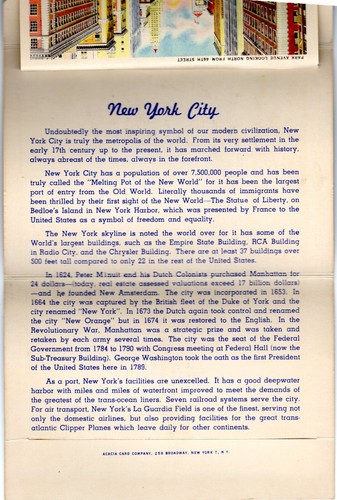 PARK AVENUE LOOKING NORTH FROM 46TH STREET
New York City
Undoubtedly the most inspiring symbol of our modern civilization, New
York City is truly the metropolis of the world. From its very settlement in the
early 17th century up to the present, it has marched forward with history,
always abreast of the times, always in the forefront.
New York City has a population of over 7,500,000 people and has been
truly called the "Melting Pot of the New World" for it has been the largest
port of entry from the Old World. Literally thousands of immigrants have
been thrilled by their first sight of the New World—The Statue of Liberty, on
Bedloe's Island in New York Harbor, which was presented by France to the
United States as a symbol of freedom and equality.
The New York skyline is noted the world over for it has some of the
World's largest buildings, such as the Empire State Building, RCA Building
in Radio City, and the Chrysler Building. There are at least 37 buildings over
500 feet tall compared to only 22 in the rest of the United States.
In 1624, Peter Minuit and his Dutch Colonists purchased Manhattan for
24 dollars—(today, real estate assessed valuations exceed 17 billion dollars)
—and he founded New Amsterdam. The city was incorporated in 1653. In
1664 the city was captured by the British fleet of the Duke of York and the
city renamed "New York". In 1673 the Dutch again took control and renamed
the city "New Orange" but in 1674 it was restored to the English. In the
Revolutionary War, Manhattan was a strategic prize and was taken and
retaken by each army several times. The city was the seat of the Federal
Government from 1784 to 1790 with Congress meeting at Federal Hall (now the
Sub-Treasury Building). George Washington took the oath as the first President
of the United States here in 1789.
As a port, New York's facilities are unexcelled. It has a good deepwater
harbor with miles and miles of waterfront improved to meet the demands of
the greatest of the trans-ocean liners. Seven railroad systems serve the city.
For air transport, New York's La Guardia Field is one of the finest, serving not
only the domestic airlines, but also providing facilities for the great trans-
atlantic Clipper Planes which leave daily for other continents.
ACACIA CARD COMPANY, 258 BROADWAY, NEW YORK 7, N. Y.